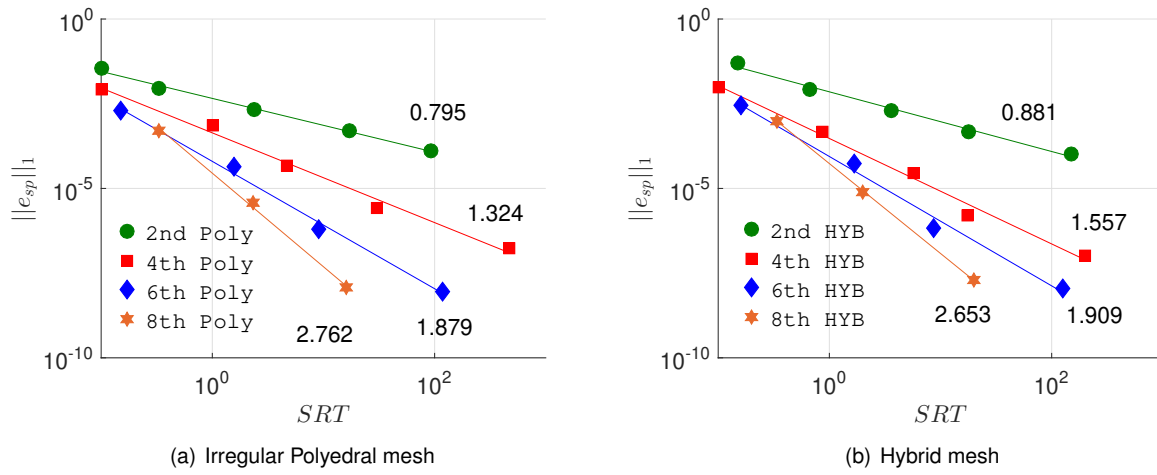 10^0
10^-5
10^-10
||e_sp||_1
0.795
1.324
1.879
2.762
2nd Poly
4th Poly
6th Poly
8th Poly
10^0
10^2
SRT
(a) Irregular Polyedral mesh
10^0
10^-5
10^-10
||e_sp||_1
0.881
1.557
1.909
2.653
2nd HYB
4th HYB
6th HYB
8th HYB
10^0
10^2
SRT
(b) Hybrid mesh